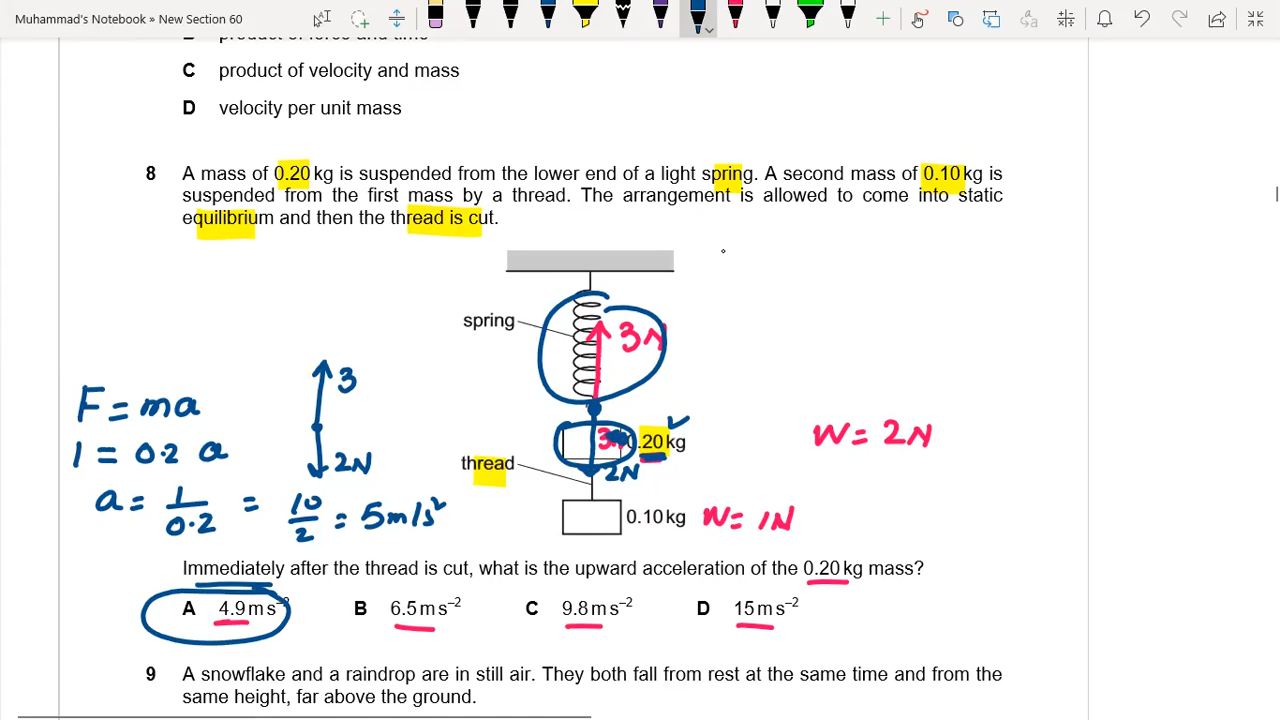 Muhammad's Notebook » New Section 60
B product of force and time
C product of velocity and mass
D velocity per unit mass
8 A mass of 0.20 kg is suspended from the lower end of a light spring. A second mass of 0.10 kg is
suspended from the first mass by a thread. The arrangement is allowed to come into static
equilibrium and then the thread is cut.
spring
3N
3
F = ma
0.20 kg
W = 2N
1 = 0.2 a
2N
thread
2N
a = 1/0.2 = 10/2 = 5m/s²
0.10 kg W = 1N
Immediately after the thread is cut, what is the upward acceleration of the 0.20 kg mass?
A 4.9 m s⁻² B 6.5 m s⁻² C 9.8 m s⁻² D 15 m s⁻²
9 A snowflake and a raindrop are in still air. They both fall from rest at the same time and from the
same height, far above the ground.